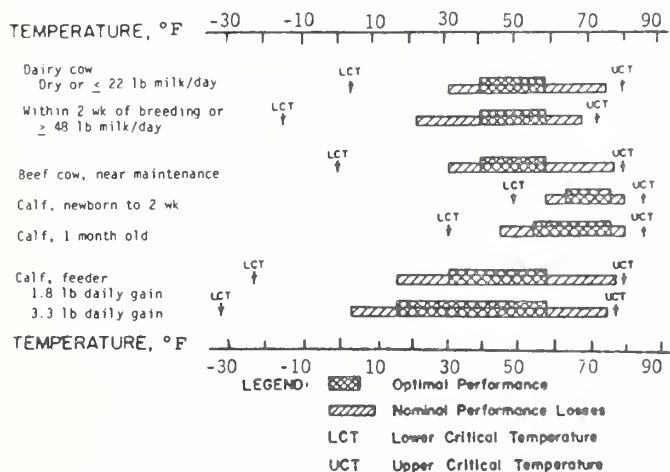 -30 -10 10 30 50 70 90
TEMPERATURE, °F
Dairy cow
Dry or ≤ 22 lb milk/day
LCT UCT
Within 2 wk of breeding or
≥ 48 lb milk/day
LCT UCT
Beef cow, near maintenance
LCT UCT
Calf, newborn to 2 wk
LCT UCT
Calf, 1 month old
LCT UCT
Calf, feeder
1.8 lb daily gain
LCT UCT
3.3 lb daily gain
LCT UCT
TEMPERATURE, °F
-30 -10 10 30 50 70 90
LEGEND: Optimal Performance
Nominal Performance Losses
LCT Lower Critical Temperature
UCT Upper Critical Temperature